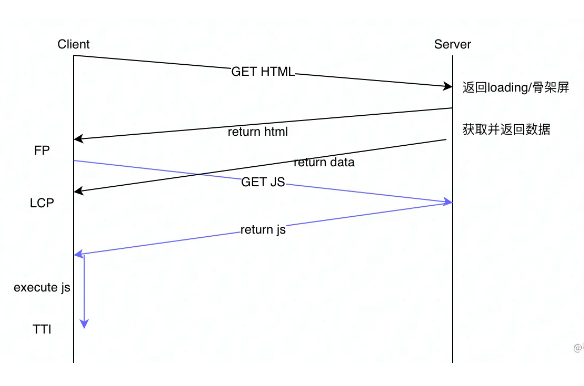 Client
Server
GET HTML
返回loading/骨架屏
return html
获取并返回数据
FP
return data
GET JS
LCP
return js
execute js
TTI